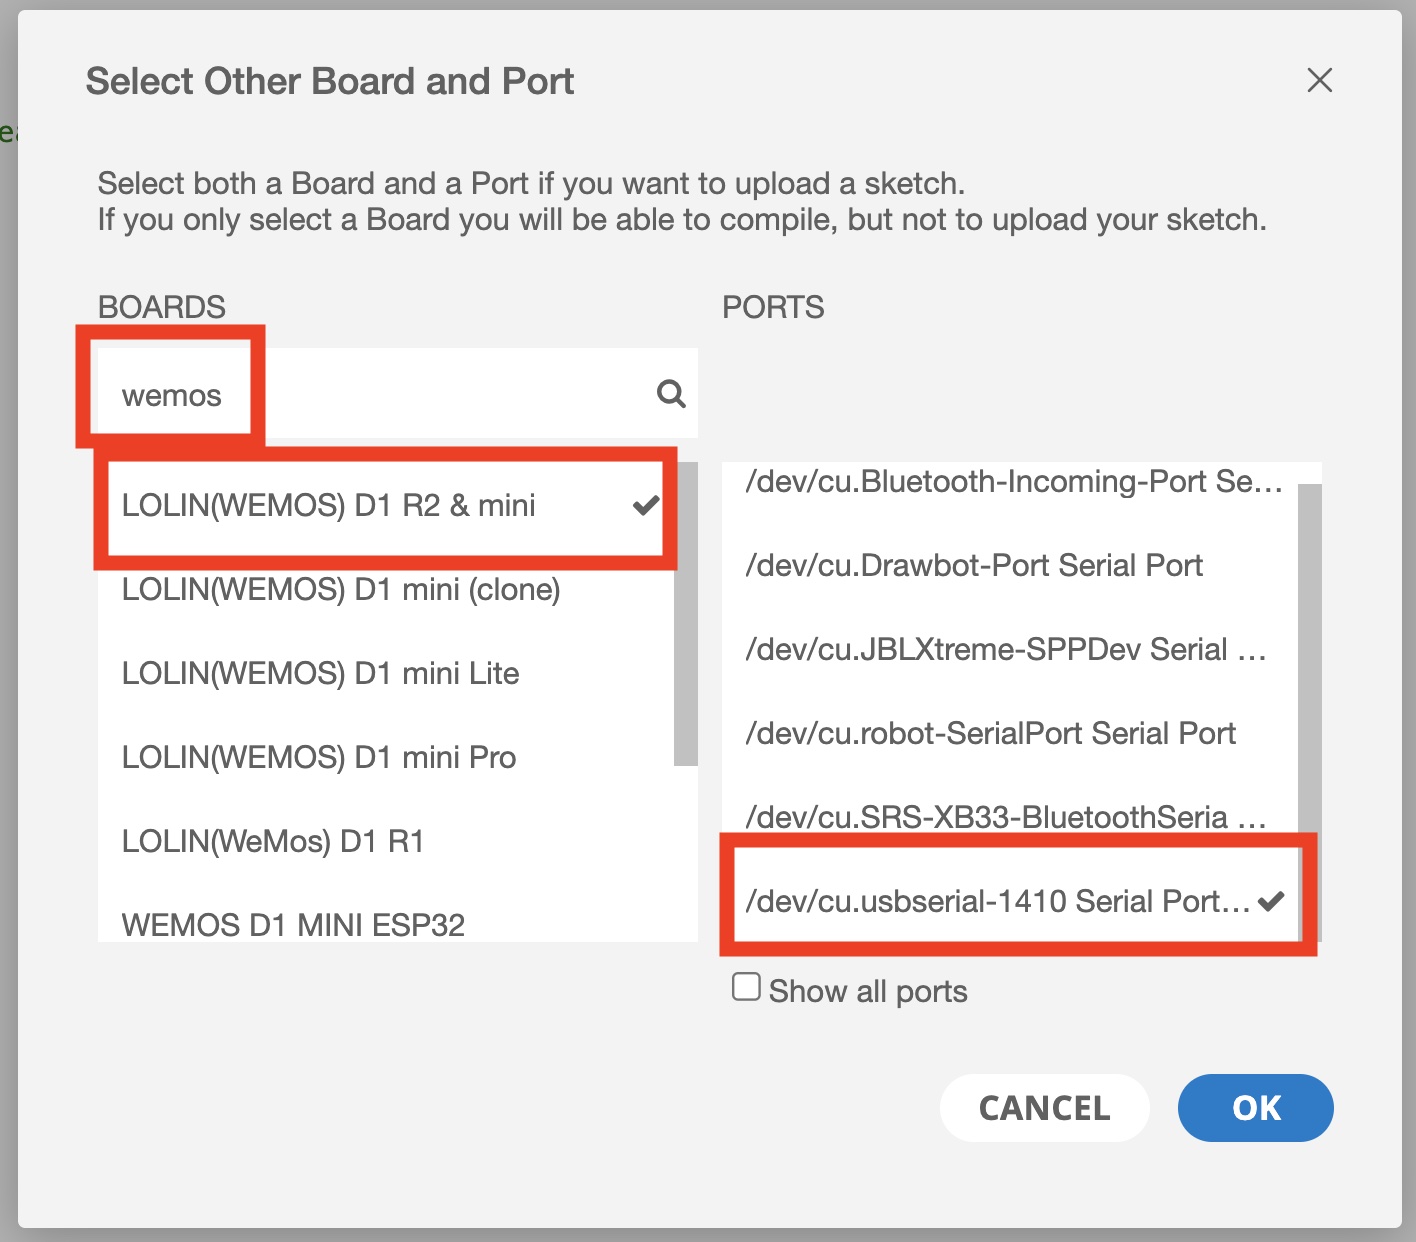 Select Other Board and Port
Select both a Board and a Port if you want to upload a sketch.
If you only select a Board you will be able to compile, but not to upload your sketch.
BOARDS
wemos
LOLIN(WEMOS) D1 R2 & mini
LOLIN(WEMOS) D1 mini (clone)
LOLIN(WEMOS) D1 mini Lite
LOLIN(WEMOS) D1 mini Pro
LOLIN(WeMos) D1 R1
WEMOS D1 MINI ESP32
PORTS
/dev/cu.Bluetooth-Incoming-Port Se...
/dev/cu.Drawbot-Port Serial Port
/dev/cu.JBLXtreme-SPPDev Serial ...
/dev/cu.robot-SerialPort Serial Port
/dev/cu.SRS-XB33-BluetoothSeria ...
/dev/cu.usbserial-1410 Serial Port...
Show all ports
CANCEL
OK